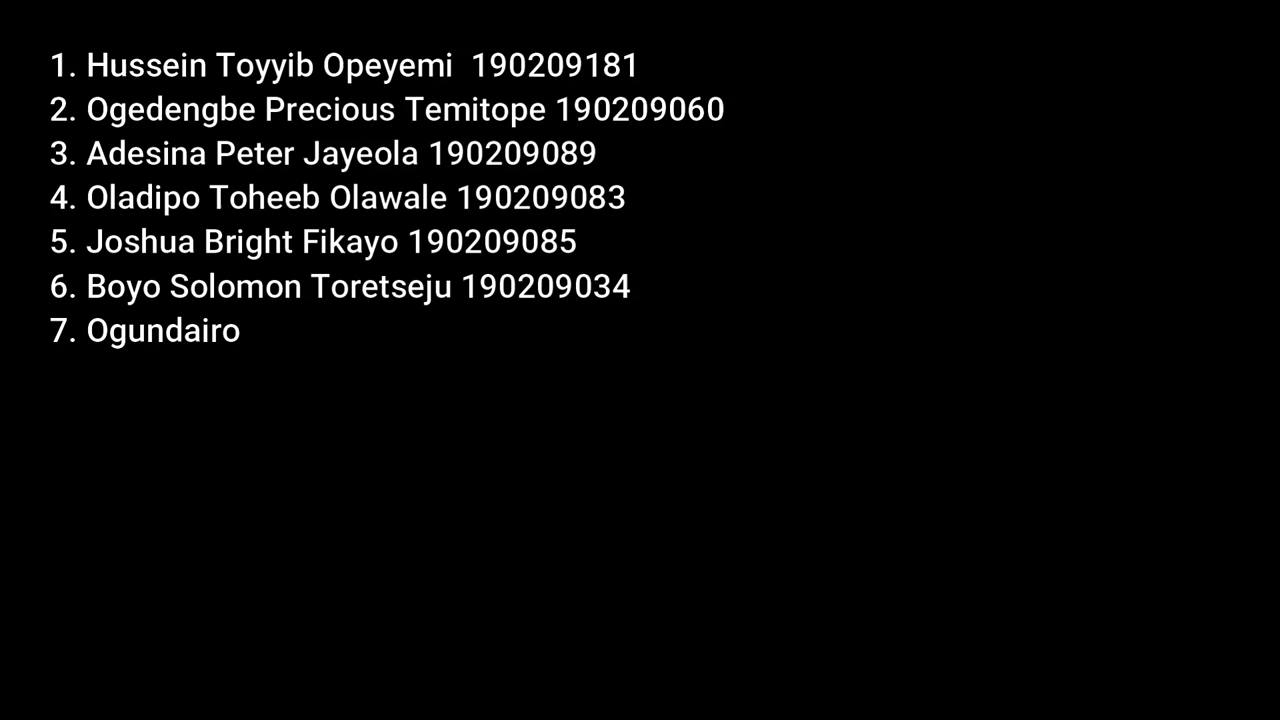 1. Hussein Toyyib Opeyemi  190209181
2. Ogedengbe Precious Temitope 190209060
3. Adesina Peter Jayeola 190209089
4. Oladipo Toheeb Olawale 190209083
5. Joshua Bright Fikayo 190209085
6. Boyo Solomon Toretseju 190209034
7. Ogundairo